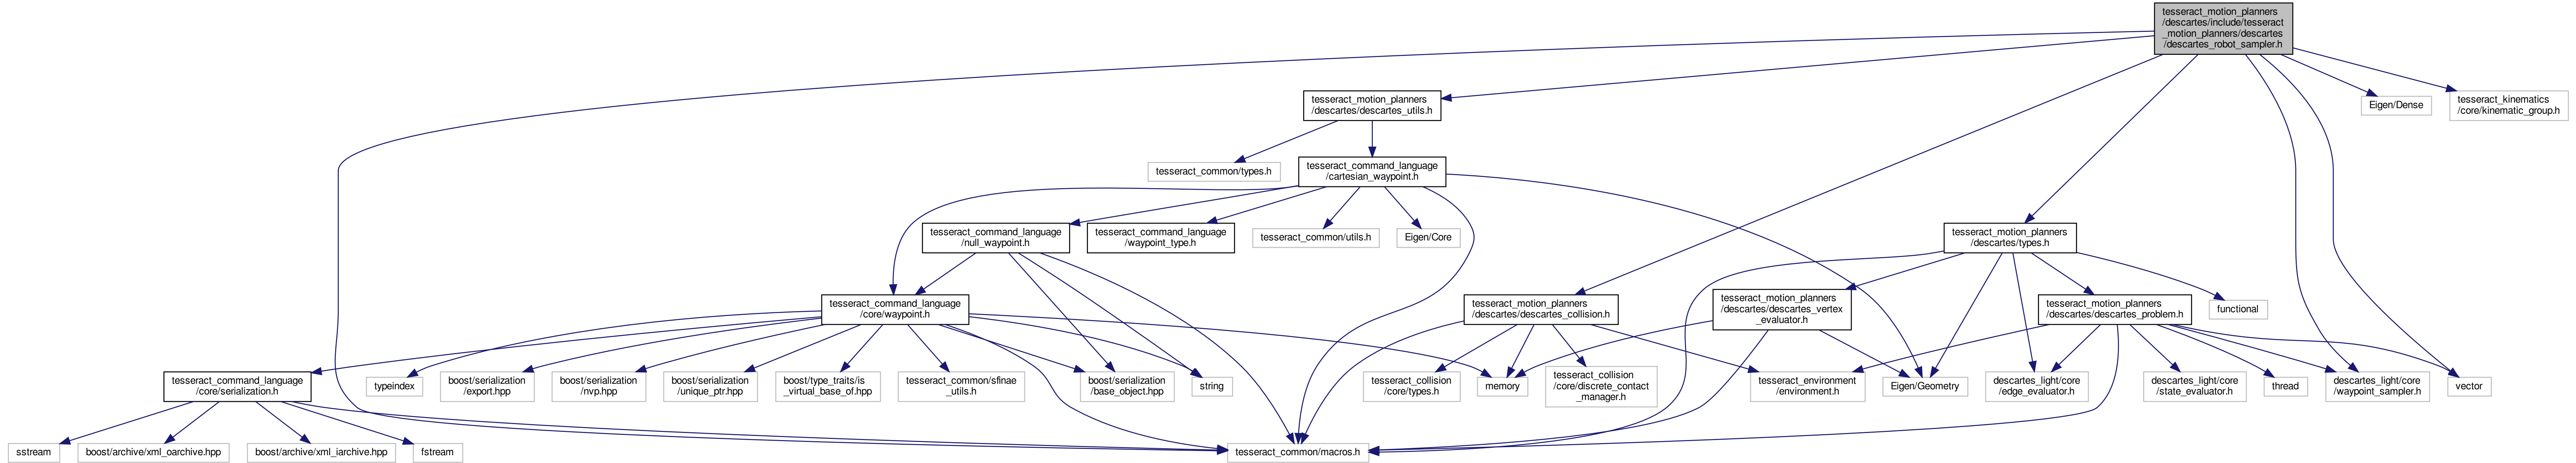 tesseract_motion_planners
/descartes/include/tesseract
_motion_planners/descartes
/descartes_robot_sampler.h
tesseract_motion_planners
/descartes/descartes_utils.h
Eigen/Dense
tesseract_kinematics
/core/kinematic_group.h
tesseract_common/types.h
tesseract_command_language
/cartesian_waypoint.h
tesseract_command_language
/null_waypoint.h
tesseract_command_language
/waypoint_type.h
tesseract_common/utils.h
Eigen/Core
tesseract_motion_planners
/descartes/types.h
tesseract_command_language
/core/waypoint.h
tesseract_motion_planners
/descartes/descartes_collision.h
tesseract_motion_planners
/descartes/descartes_vertex
_evaluator.h
tesseract_motion_planners
/descartes/descartes_problem.h
functional
tesseract_command_language
/core/serialization.h
typeindex
boost/serialization
/export.hpp
boost/serialization
/nvp.hpp
boost/serialization
/unique_ptr.hpp
boost/type_traits/is
_virtual_base_of.hpp
tesseract_common/sfinae
_utils.h
boost/serialization
/base_object.hpp
string
tesseract_collision
/core/types.h
memory
tesseract_collision
/core/discrete_contact
_manager.h
tesseract_environment
/environment.h
Eigen/Geometry
descartes_light/core
/edge_evaluator.h
descartes_light/core
/state_evaluator.h
thread
descartes_light/core
/waypoint_sampler.h
vector
sstream
boost/archive/xml_oarchive.hpp
boost/archive/xml_iarchive.hpp
fstream
tesseract_common/macros.h